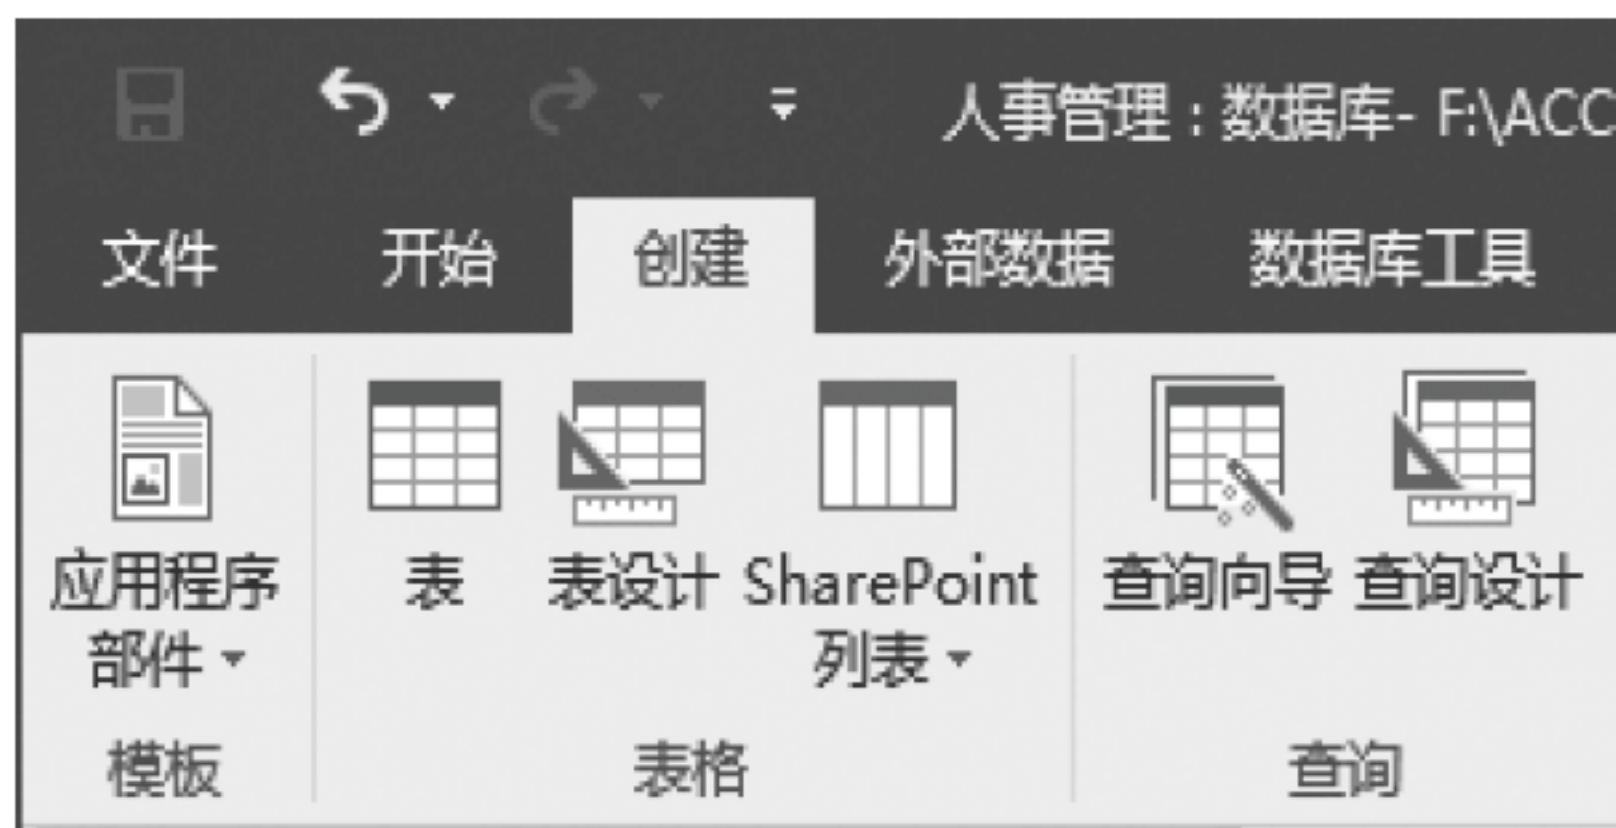 人事管理：数据库- F:\ACC
文件 开始 创建 外部数据 数据库工具
应用程序 表 表设计 SharePoint 查询向导 查询设计
部件 列表
模板 表格 查询